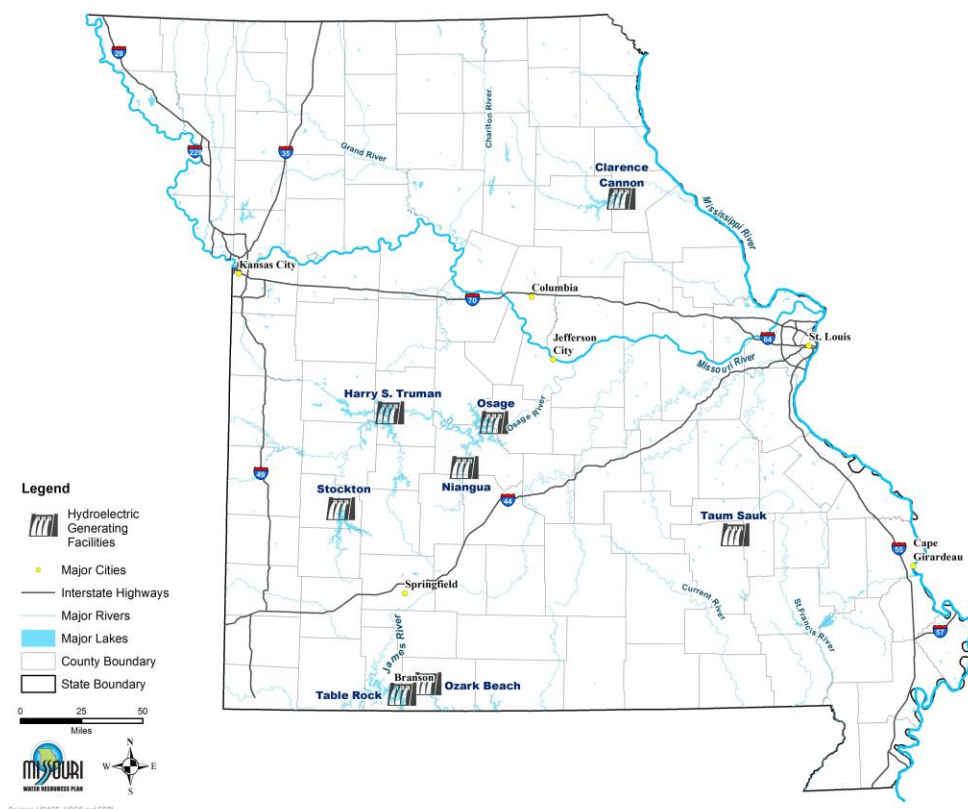 29
229
35
Grand River
Chariton River
Clarence
Cannon
Mississippi River
Kansas City
Columbia
70
Jefferson
City
64
St. Louis
Missouri River
Harry S. Truman
Osage
Osage River
49
Niangua
Stockton
44
Taum Sauk
55
Cape
Girardeau
Springfield
Current River
St.Francis River
57
James River
Branson
Table Rock
Ozark Beach
Legend
Hydroelectric
Generating
Facilities
Major Cities
Interstate Highways
Major Rivers
Major Lakes
County Boundary
State Boundary
0 25 50
Miles
MISSOURI
WATER RESOURCES PLAN
N
W E
S